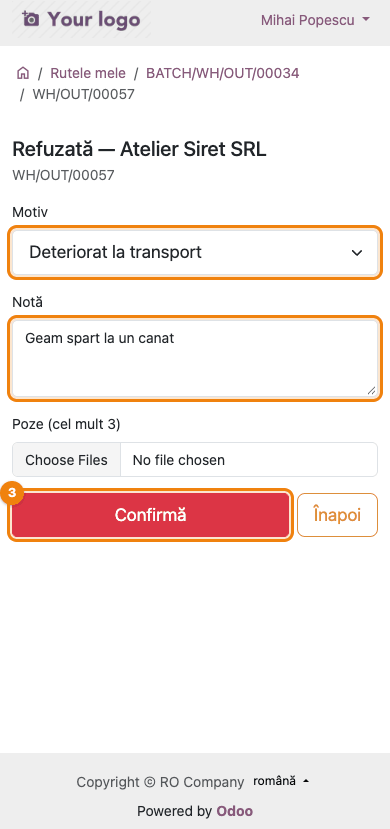 Your logo
Mihai Popescu
/ Rutele mele / BATCH/WH/OUT/00034
/ WH/OUT/00057
Refuzată — Atelier Siret SRL
WH/OUT/00057
Motiv
Deteriorat la transport
Notă
Geam spart la un canat
Poze (cel mult 3)
Choose Files No file chosen
3
Confirmă Înapoi
Copyright © RO Company română
Powered by Odoo